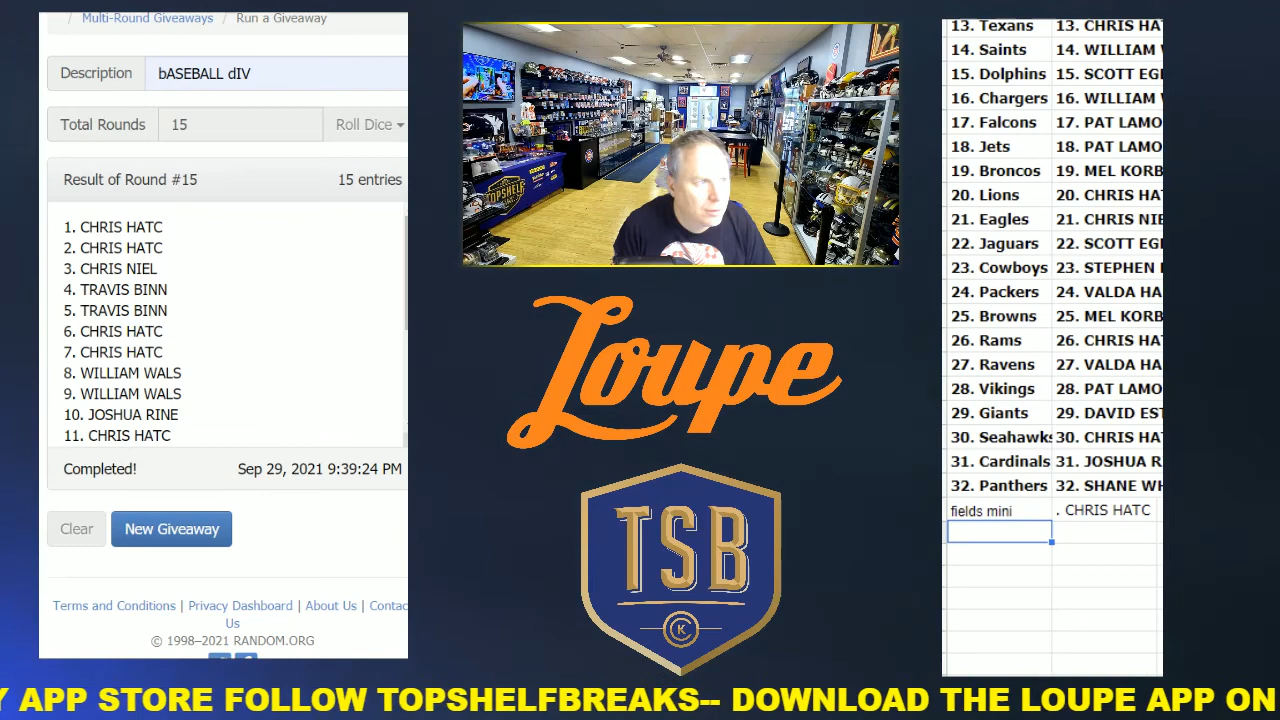 / Multi-Round Giveaways / Run a Giveaway
Description bASEBALL dIV
Total Rounds 15 Roll Dice
Result of Round #15 15 entries
1. CHRIS HATC
2. CHRIS HATC
3. CHRIS NIEL
4. TRAVIS BINN
5. TRAVIS BINN
6. CHRIS HATC
7. CHRIS HATC
8. WILLIAM WALS
9. WILLIAM WALS
10. JOSHUA RINE
11. CHRIS HATC
Completed! Sep 29, 2021 9:39:24 PM
Clear New Giveaway
Terms and Conditions | Privacy Dashboard | About Us | Contac
Us
© 1998–2021 RANDOM.ORG
TOPSHELF
Loupe
TSB
CK
13. Texans 13. CHRIS HA
14. Saints 14. WILLIAM
15. Dolphins 15. SCOTT EG
16. Chargers 16. WILLIAM
17. Falcons 17. PAT LAMO
18. Jets 18. PAT LAMO
19. Broncos 19. MEL KORB
20. Lions 20. CHRIS HA
21. Eagles 21. CHRIS NIE
22. Jaguars 22. SCOTT EG
23. Cowboys 23. STEPHEN
24. Packers 24. VALDA HA
25. Browns 25. MEL KORB
26. Rams 26. CHRIS HA
27. Ravens 27. VALDA HA
28. Vikings 28. PAT LAMO
29. Giants 29. DAVID EST
30. Seahawks 30. CHRIS HA
31. Cardinals 31. JOSHUA R
32. Panthers 32. SHANE WH
fields mini . CHRIS HATC
Y APP STORE FOLLOW TOPSHELFBREAKS-- DOWNLOAD THE LOUPE APP ON